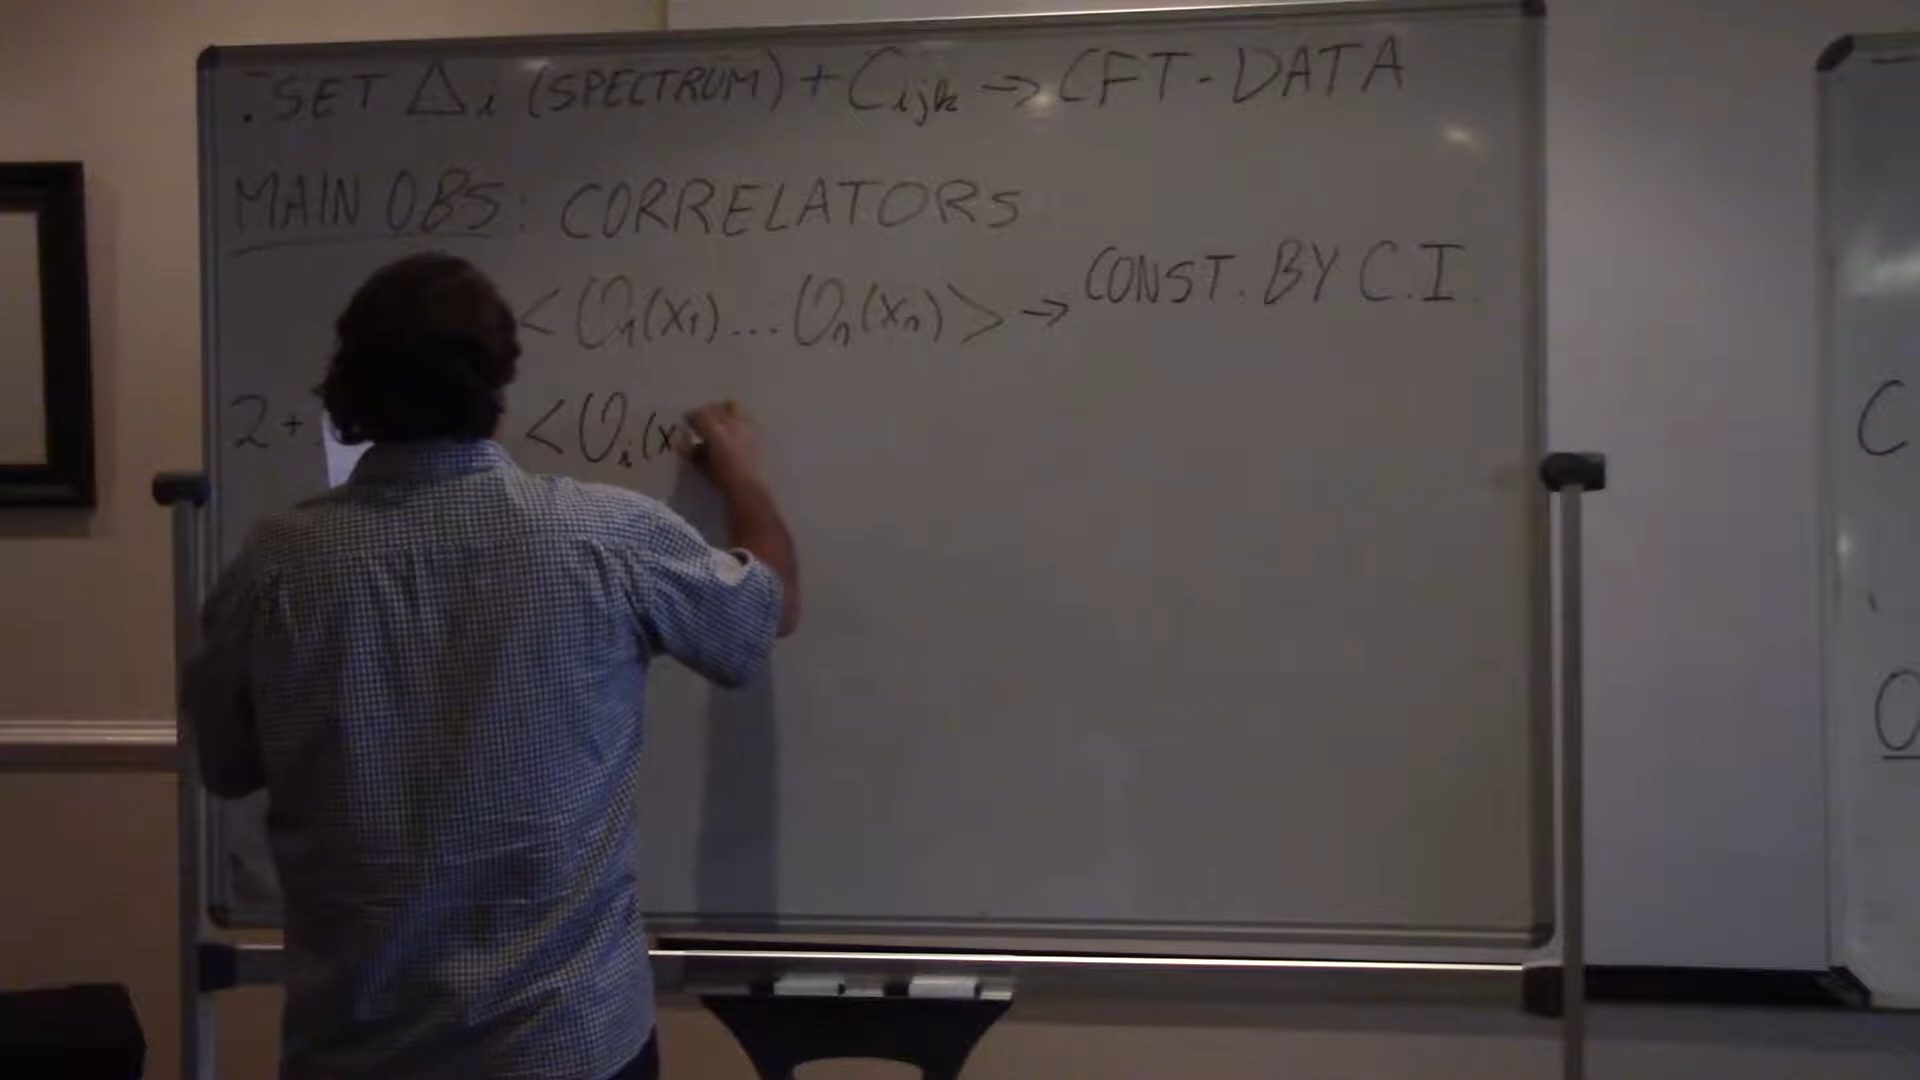 . SET Δi (SPECTRUM) + Cijk → CFT-DATA
MAIN OBS: CORRELATORS
< O1(x1) ... On(xn) > → CONST. BY C.I.
2+ < Oi(x
C
O